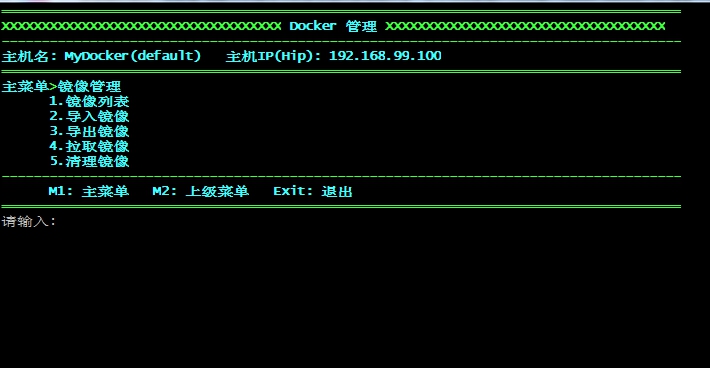 XXXXXXXXXXXXXXXXXXXXXXXXXXXXXXXXXXX Docker 管理 XXXXXXXXXXXXXXXXXXXXXXXXXXXXXXXXXXX
主机名: MyDocker(default) 主机IP(Hip): 192.168.99.100
主菜单>镜像管理
1.镜像列表
2.导入镜像
3.导出镜像
4.拉取镜像
5.清理镜像
M1: 主菜单 M2: 上级菜单 Exit: 退出
请输入: